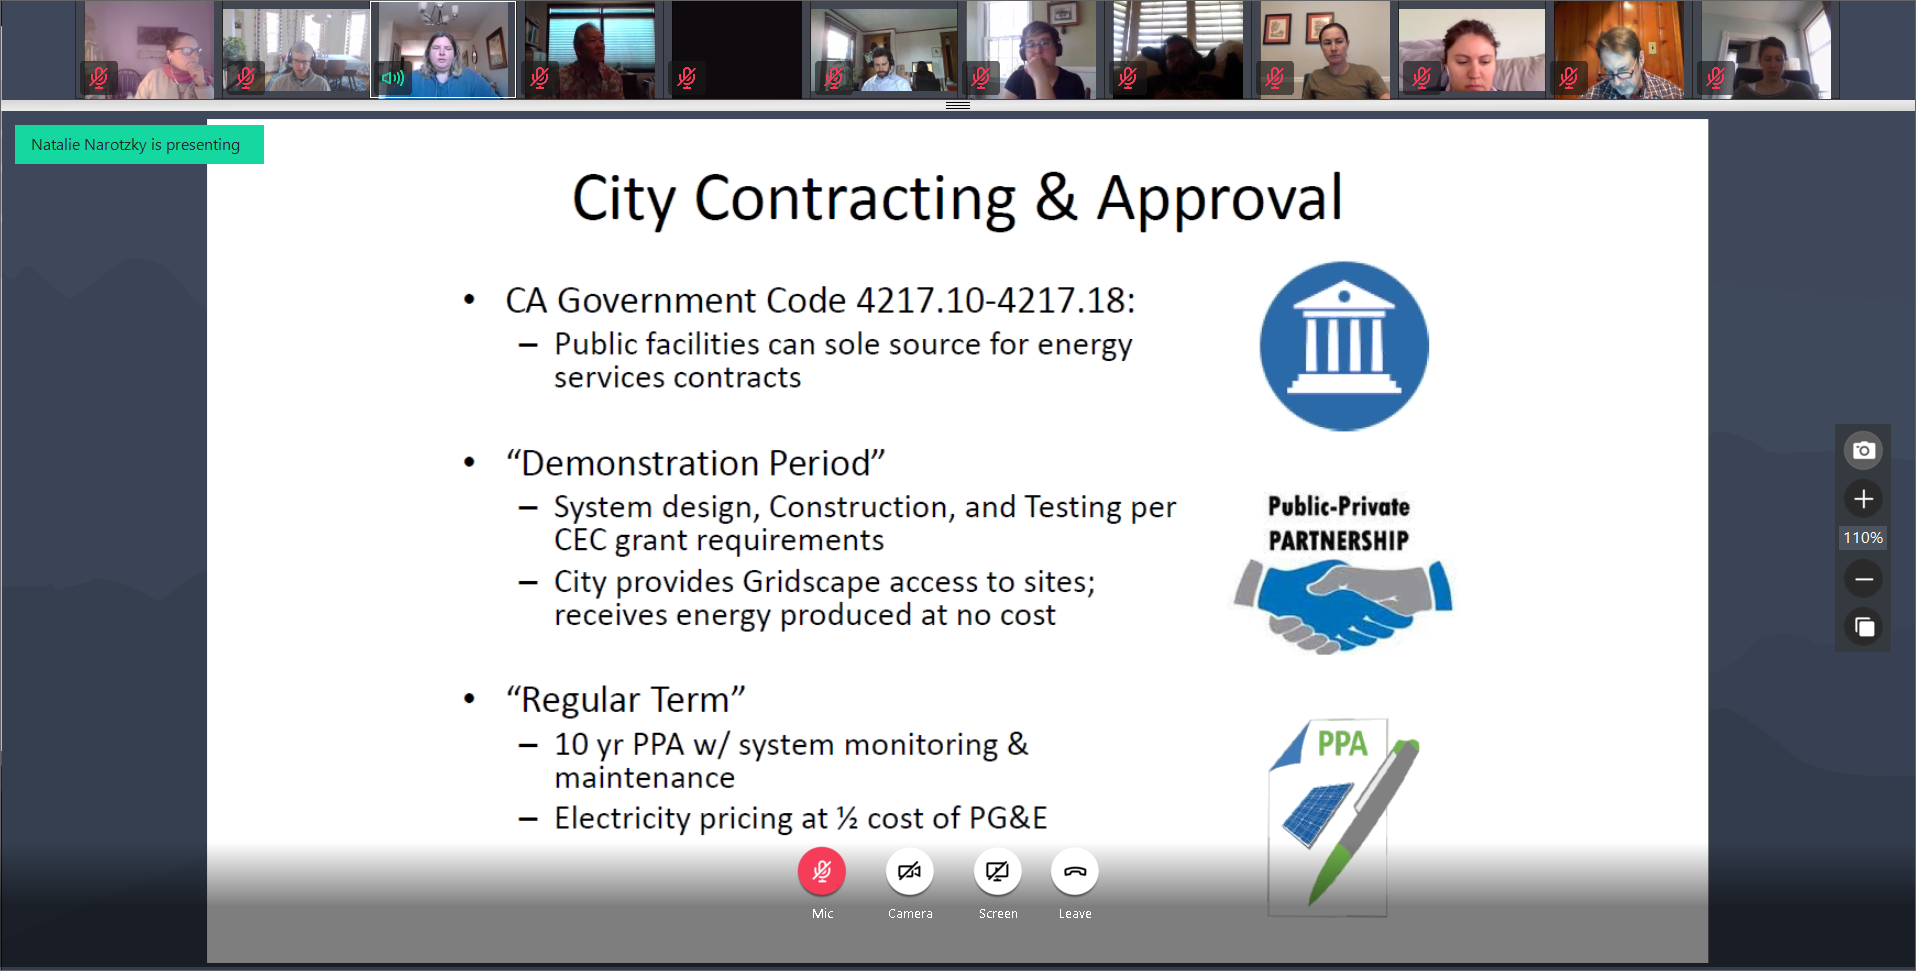 Natalie Narotzky is presenting
City Contracting & Approval
• CA Government Code 4217.10-4217.18:
– Public facilities can sole source for energy
services contracts
• “Demonstration Period”
– System design, Construction, and Testing per
CEC grant requirements
– City provides Gridscape access to sites;
receives energy produced at no cost
Public-Private
PARTNERSHIP
• “Regular Term”
– 10 yr PPA w/ system monitoring &
maintenance
– Electricity pricing at ½ cost of PG&E
PPA
110%
Mic
Camera
Screen
Leave